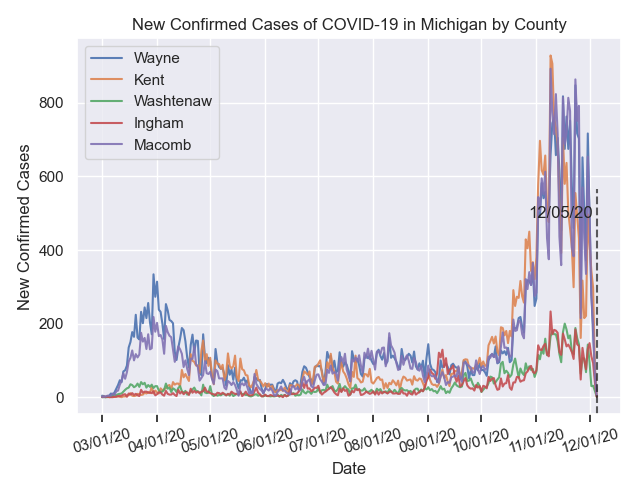 New Confirmed Cases of COVID-19 in Michigan by County
Wayne
Kent
Washtenaw
Ingham
Macomb
New Confirmed Cases
800
600
400
200
0
12/05/20
03/01/20
04/01/20
05/01/20
06/01/20
07/01/20
08/01/20
09/01/20
10/01/20
11/01/20
12/01/20
Date